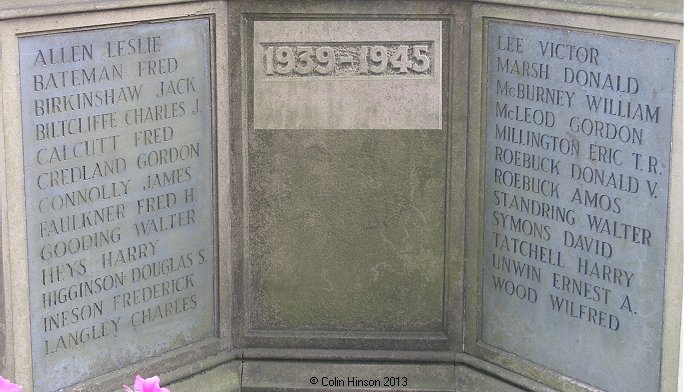 ALLEN LESLIE
BATEMAN FRED
BIRKINSHAW JACK
BILTCLIFFE CHARLES J.
CALCUTT FRED
CREDLAND GORDON
CONNOLLY JAMES
FAULKNER FRED H.
GOODING WALTER
HEYS HARRY
HIGGINSON DOUGLAS S.
INESON FREDERICK
LANGLEY CHARLES
1939-1945
LEE VICTOR
MARSH DONALD
McBURNEY WILLIAM
McLEOD GORDON
MILLINGTON ERIC T.R.
ROEBUCK DONALD V.
ROEBUCK AMOS
STANDRING WALTER
SYMONS DAVID
TATCHELL HARRY
UNWIN ERNEST A.
WOOD WILFRED
© Colin Hinson 2013